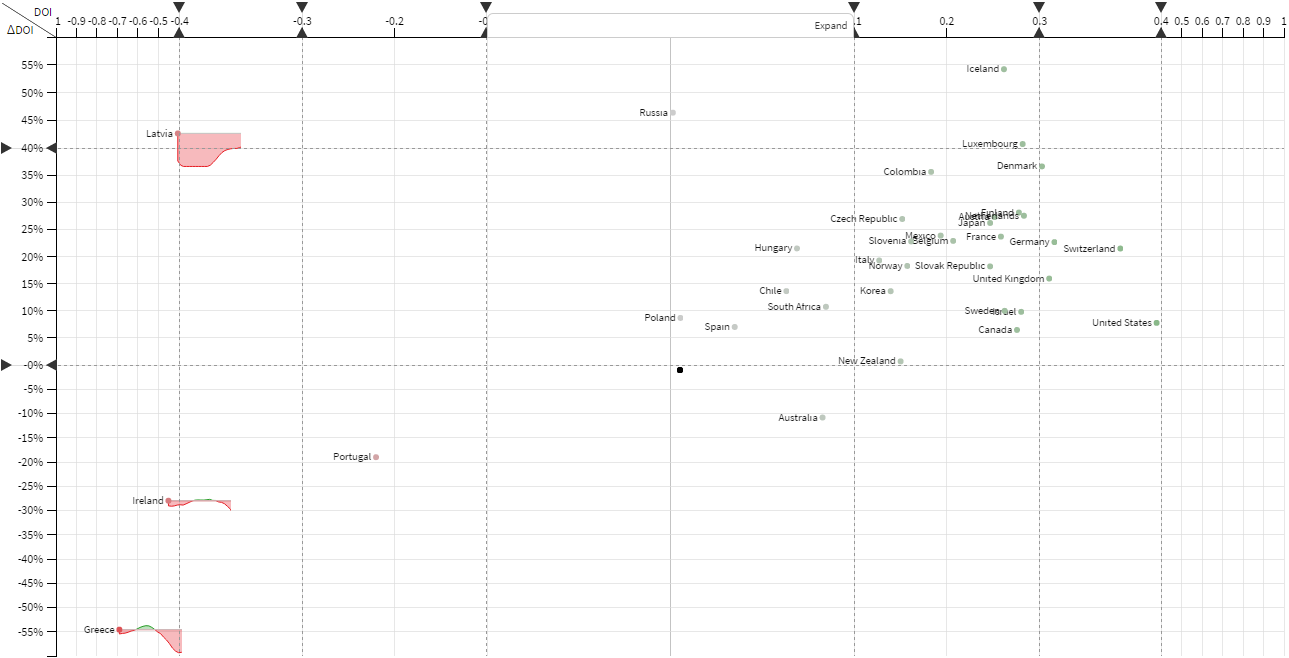 DOI
ΔDOI
1 -0.9 -0.8 -0.7 -0.6 -0.5 -0.4 -0.3 -0.2 -0 Expand .1 0.2 0.3 0.4 0.5 0.6 0.7 0.8 0.9 1
55%
Iceland
50%
45%
Russia
Latvia
40%
Luxembourg
Denmark
35%
Colombia
30%
Finland
Netherlands
Austria
Czech Republic
Japan
25%
Mexico
France
Slovenia
Belgium
Germany
Hungary
Switzerland
20%
Italy
Norway
Slovak Republic
United Kingdom
15%
Chile
Korea
South Africa
10%
Sweden
Israel
Poland
United States
Spain
Canada
5%
New Zealand
-0%
-5%
-10%
Australia
-15%
Portugal
-20%
-25%
Ireland
-30%
-35%
-40%
-45%
-50%
Greece
-55%